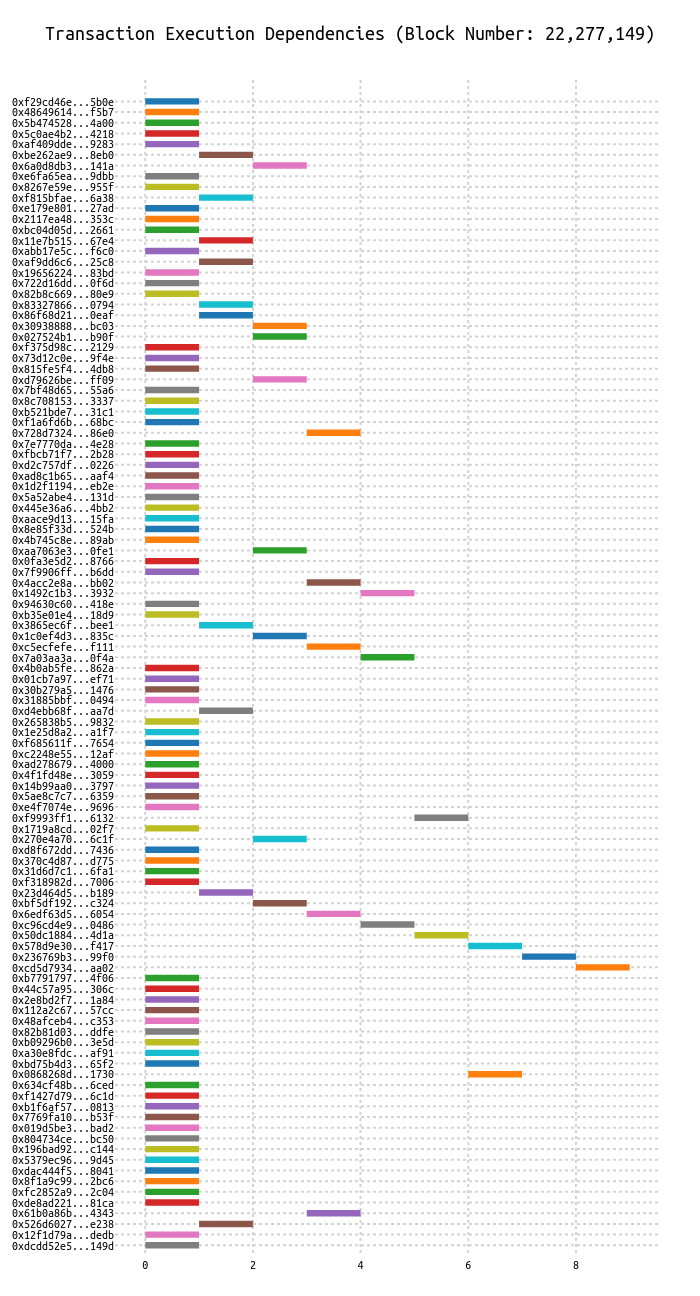 Transaction Execution Dependencies (Block Number: 22,277,149)
0xf29cd46e...5b0e
0x48649614...f5b7
0x5b474528...4a00
0x5c0ae4b2...4218
0xaf409dde...9283
0xbe262ae9...8eb0
0x6a0d8db3...141a
0xe6fa65ea...9dbb
0x8267e59e...955f
0xf815bfae...6a38
0xe179e801...27ad
0x2117ea48...353c
0xbc04d05d...2661
0x11e7b515...67e4
0xabb17e5c...f6c0
0xaf9dd6c6...25c8
0x19656224...83bd
0x722d16dd...0f6d
0x82b8c669...80e9
0x83327866...0794
0x86f68d21...0eaf
0x30938888...bc03
0x027524b1...b90f
0xf375d98c...2129
0x73d12c0e...9f4e
0x815fe5f4...4db8
0xd79626be...ff09
0x7bf48d65...55a6
0x8c708153...3337
0xb521bde7...31c1
0xf1a6fd6b...68bc
0x728d7324...86e0
0x7e7770da...4e28
0xfbcb71f7...2b28
0xd2c757df...0226
0xad8c1b65...aaf4
0x1d2f1194...eb2e
0x5a52abe4...131d
0x445e36a6...4bb2
0xaace9d13...15fa
0x8e85f33d...524b
0x4b745c8e...89ab
0xaa7063e3...0fe1
0x0fa3e5d2...8766
0x7f9906ff...b6dd
0x4acc2e8a...bb02
0x1492c1b3...3932
0x94630c60...418e
0xb35e01e4...18d9
0x3865ec6f...bee1
0x1c0ef4d3...835c
0xc5ecfefe...f111
0x7a03aa3a...0f4a
0x4b0ab5fe...862a
0x01cb7a97...ef71
0x30b279a5...1476
0x31885bbf...0494
0xd4ebb68f...aa7d
0x265838b5...9832
0x1e25d8a2...a1f7
0xf685611f...7654
0xc2248e55...12af
0xad278679...4000
0x4f1fd48e...3059
0x14b99aa0...3797
0x5ae8c7c7...6359
0xe4f7074e...9696
0xf9993ff1...6132
0x1719a8cd...02f7
0x270e4a70...6c1f
0xd8f672dd...7436
0x370c4d87...d775
0x31d6d7c1...6fa1
0xf318982d...7006
0x23d464d5...b189
0xbf5df192...c324
0x6edf63d5...6054
0xc96cd4e9...0486
0x50dc1884...4d1a
0x578d9e30...f417
0x236769b3...99f0
0xcd5d7934...aa02
0xb7791797...4f06
0x44c57a95...306c
0x2e8bd2f7...1a84
0x112a2c67...57cc
0x48afceb4...c353
0x82b81d03...ddfe
0xb09296b0...3e5d
0xa30e8fdc...af91
0xbd75b4d3...65f2
0x0868268d...1730
0x634cf48b...6ced
0xf1427d79...6c1d
0xb1f6af57...0813
0x7769fa10...b53f
0x019d5be3...bad2
0x804734ce...bc50
0x196bad92...c144
0x5379ec96...9d45
0xdac444f5...8041
0x8f1a9c99...2bc6
0xfc2852a9...2c04
0xde8ad221...81ca
0x61b0a86b...4343
0x526d6027...e238
0x12f1d79a...dedb
0xdcdd52e5...149d
0 2 4 6 8